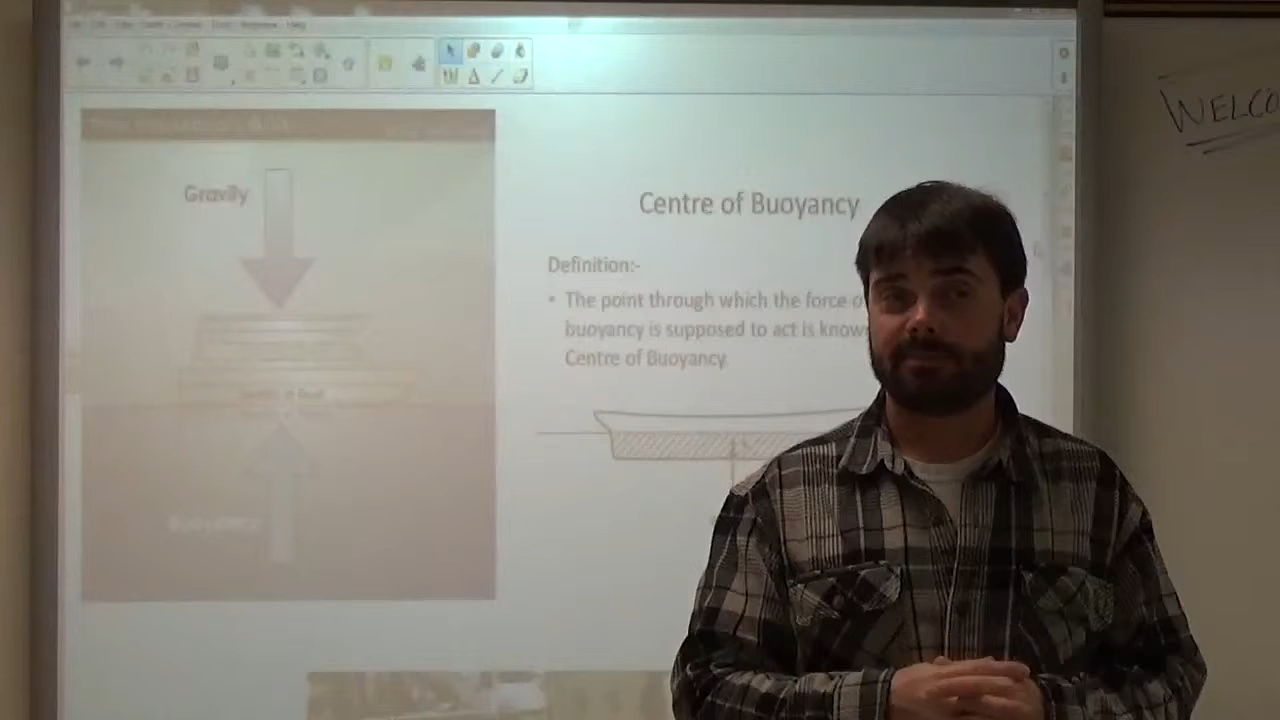 Gravity
Centre of Buoyancy
Definition:-
• The point through which the force o
buoyancy is supposed to act is know
Centre of Buoyancy
Buoyancy
WELCO